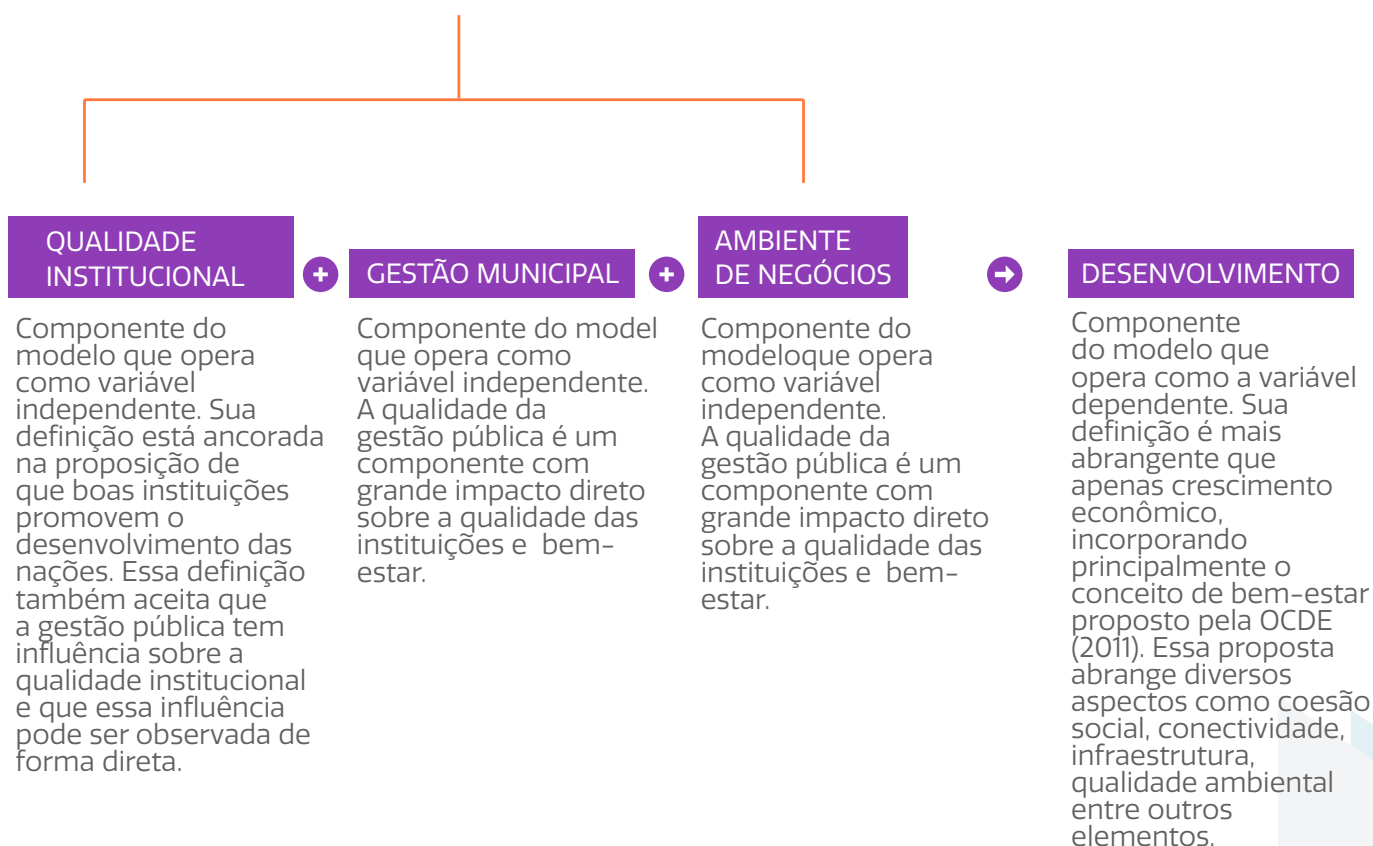 QUALIDADE
INSTITUCIONAL
Componente do
modelo que opera
como variável
independente. Sua
definição está ancorada
na proposição de
que boas instituições
promovem o
desenvolvimento das
nações. Essa definição
também aceita que
a gestão pública tem
influência sobre a
qualidade institucional
e que essa influência
pode ser observada de
forma direta.
GESTÃO MUNICIPAL
Componente do model
que opera como
variável independente.
A qualidade da
gestão pública é um
componente com
grande impacto direto
sobre a qualidade das
instituições e  bem-
estar.
AMBIENTE
DE NEGÓCIOS
Componente do
modeloque opera
como variável
independente.
A qualidade da
gestão pública é um
componente com
grande impacto direto
sobre a qualidade das
instituições e  bem-
estar.
DESENVOLVIMENTO
Componente
do modelo que
opera como a variável
dependente. Sua
definição é mais
abrangente que
apenas crescimento
econômico,
incorporando
principalmente o
conceito de bem-estar
proposto pela OCDE
(2011). Essa proposta
abrange diversos
aspectos como coesão
social, conectividade,
infraestrutura,
qualidade ambiental
entre outros
elementos.